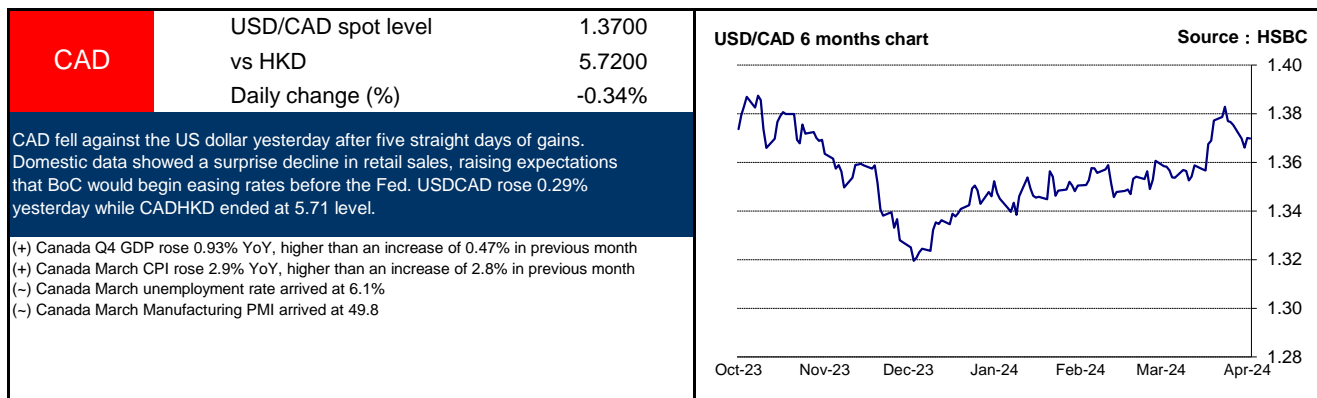 CAD
USD/CAD spot level 1.3700
vs HKD 5.7200
Daily change (%) -0.34%
CAD fell against the US dollar yesterday after five straight days of gains.
Domestic data showed a surprise decline in retail sales, raising expectations
that BoC would begin easing rates before the Fed. USDCAD rose 0.29%
yesterday while CADHKD ended at 5.71 level.
(+) Canada Q4 GDP rose 0.93% YoY, higher than an increase of 0.47% in previous month
(+) Canada March CPI rose 2.9% YoY, higher than an increase of 2.8% in previous month
(~) Canada March unemployment rate arrived at 6.1%
(~) Canada March Manufacturing PMI arrived at 49.8
USD/CAD 6 months chart Source：HSBC
1.40
1.38
1.36
1.34
1.32
1.30
1.28
Oct-23 Nov-23 Dec-23 Jan-24 Feb-24 Mar-24 Apr-24